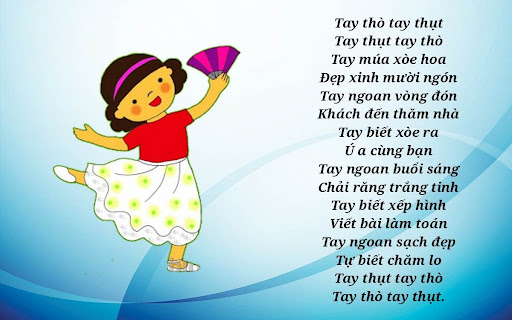 Tay thò tay thụt
Tay thụt tay thò
Tay múa xòe hoa
Đẹp xinh mười ngón
Tay ngoan vòng đón
Khách đến thăm nhà
Tay biết xòe ra
Ú a cùng bạn
Tay ngoan buổi sáng
Chải răng trắng tinh
Tay biết xếp hình
Viết bài làm toán
Tay ngoan sạch đẹp
Tự biết chăm lo
Tay thụt tay thò
Tay thò tay thụt.